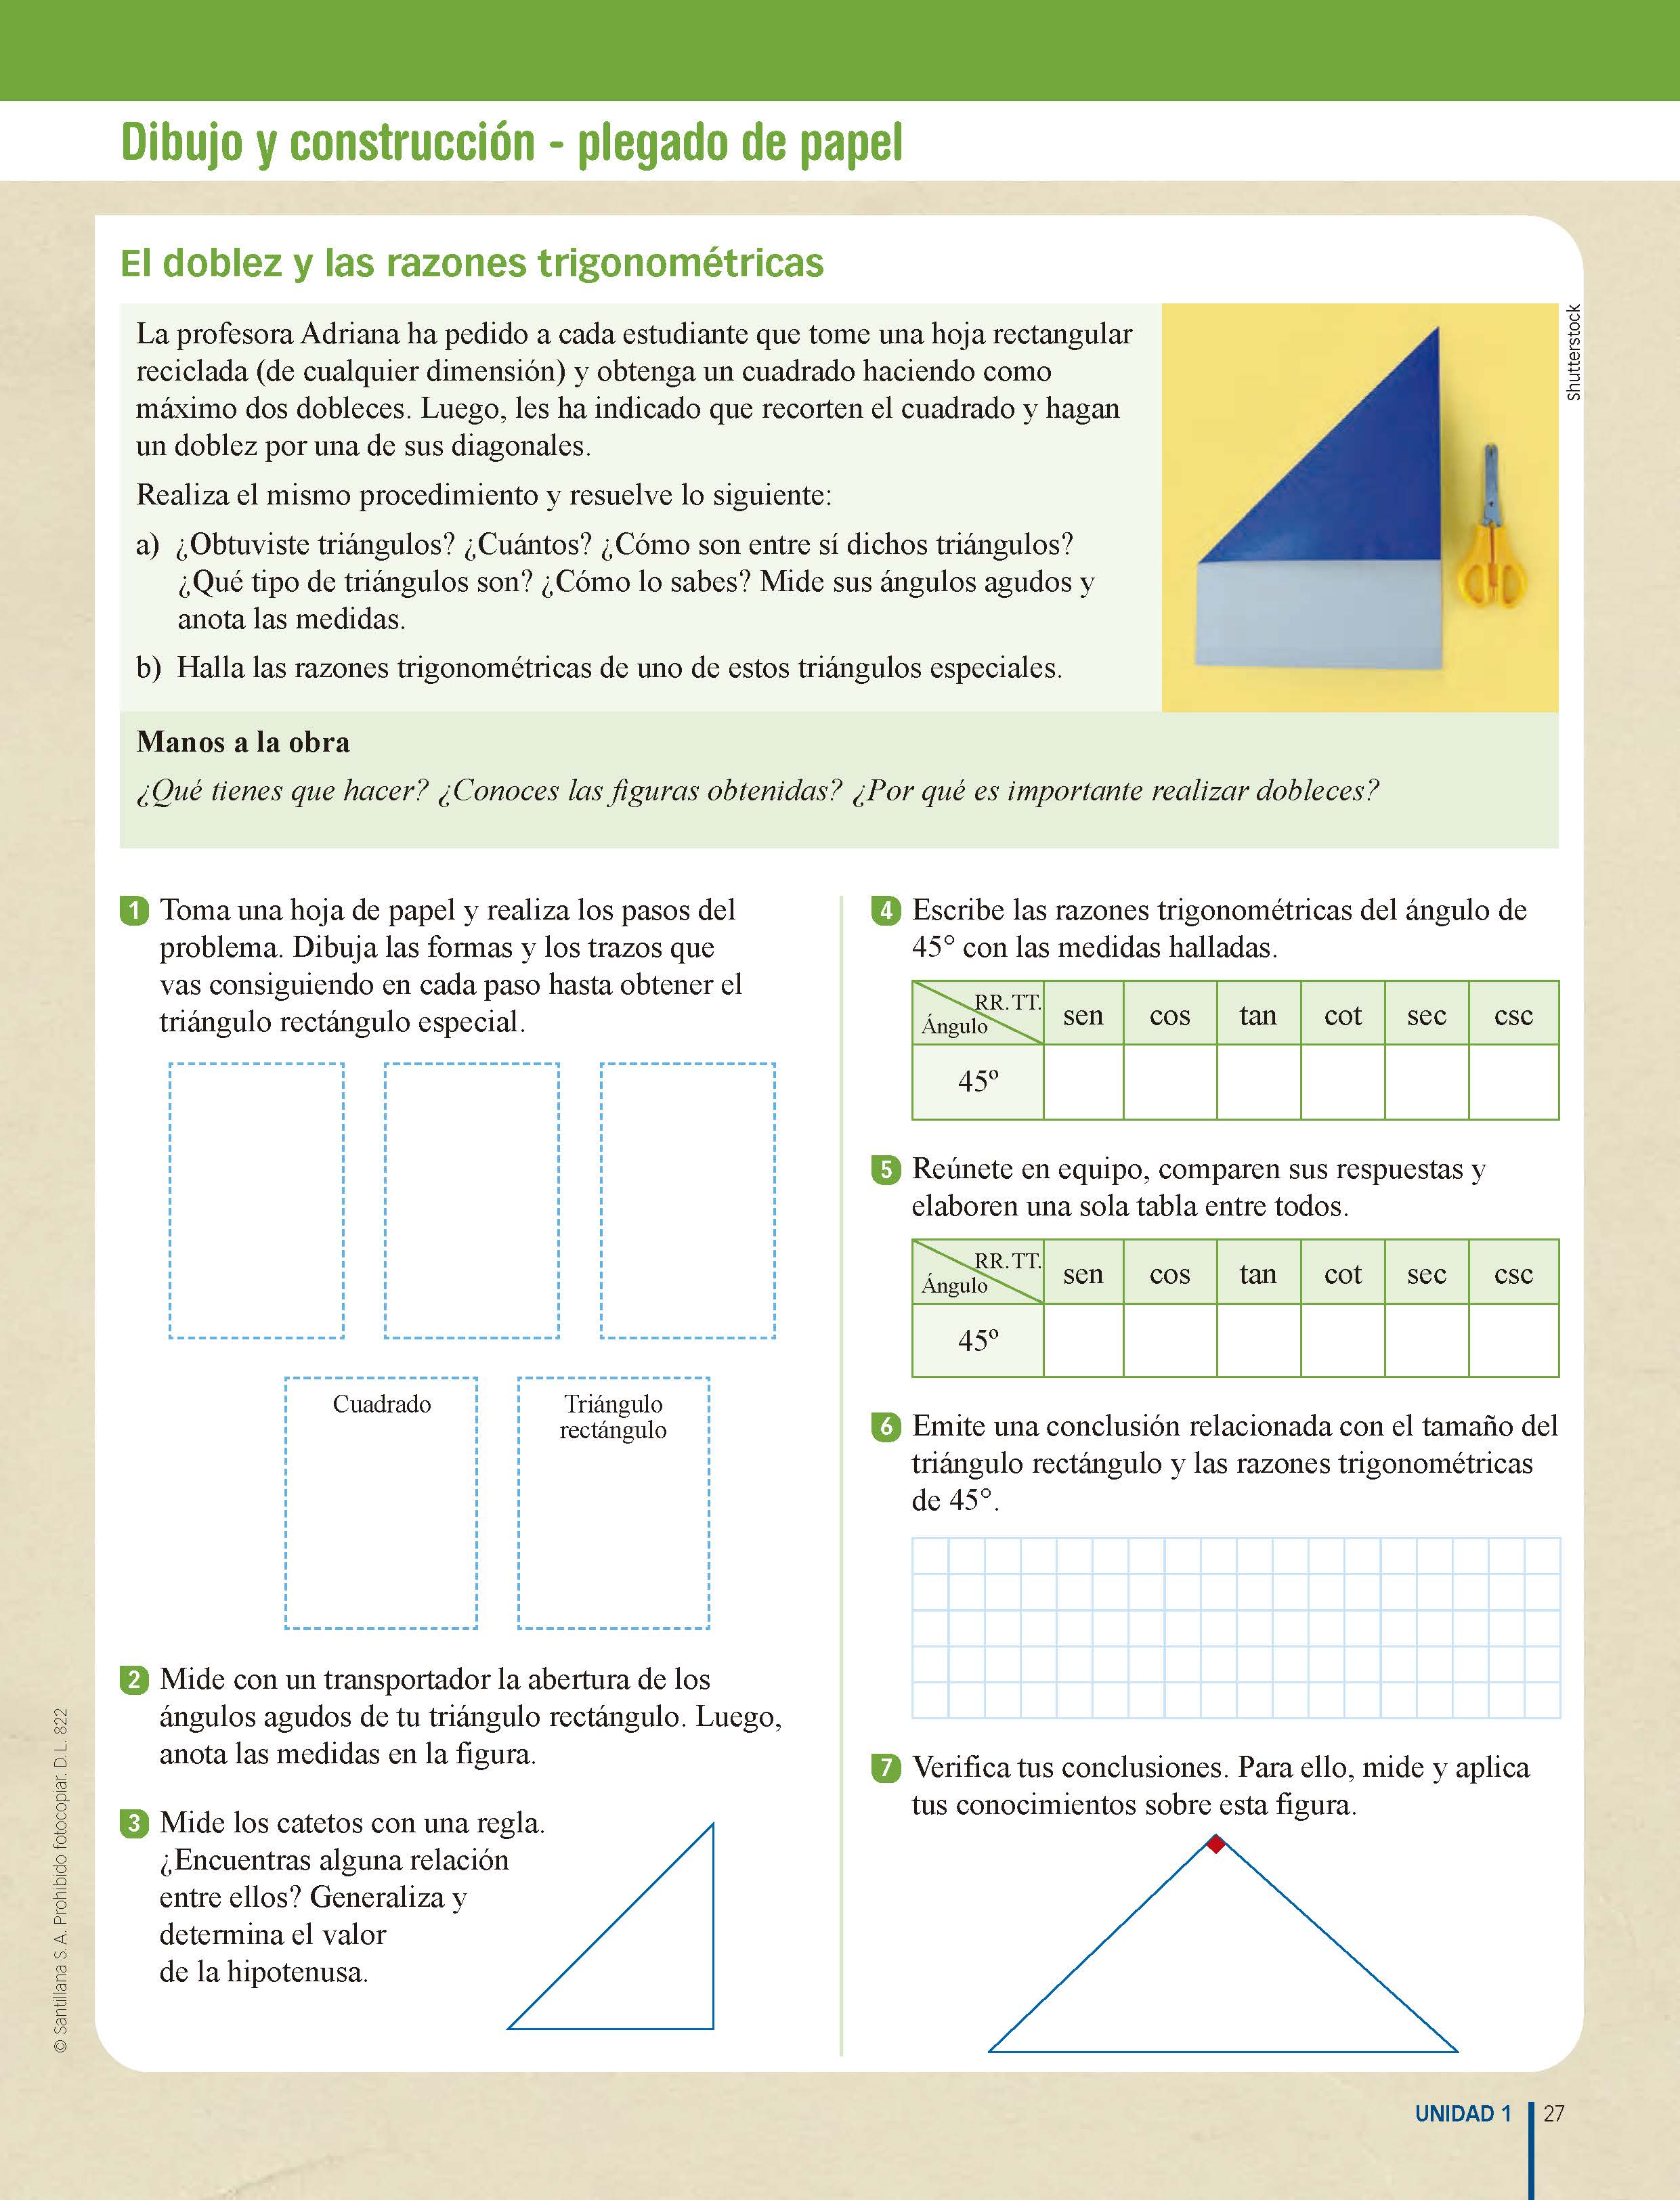 Dibujo y construcción - plegado de papel
El doblez y las razones trigonométricas
La profesora Adriana ha pedido a cada estudiante que tome una hoja rectangular
reciclada (de cualquier dimensión) y obtenga un cuadrado haciendo como
máximo dos dobleces. Luego, les ha indicado que recorten el cuadrado y hagan
un doblez por una de sus diagonales.
Realiza el mismo procedimiento y resuelve lo siguiente:
a) ¿Obtuviste triángulos? ¿Cuántos? ¿Cómo son entre sí dichos triángulos?
¿Qué tipo de triángulos son? ¿Cómo lo sabes? Mide sus ángulos agudos y
anota las medidas.
b) Halla las razones trigonométricas de uno de estos triángulos especiales.
Shutterstock
Manos a la obra
¿Qué tienes que hacer? ¿Conoces las figuras obtenidas? ¿Por qué es importante realizar dobleces?
1 Toma una hoja de papel y realiza los pasos del
problema. Dibuja las formas y los trazos que
vas consiguiendo en cada paso hasta obtener el
triángulo rectángulo especial.
Cuadrado
Triángulo
rectángulo
2 Mide con un transportador la abertura de los
ángulos agudos de tu triángulo rectángulo. Luego,
anota las medidas en la figura.
3 Mide los catetos con una regla.
¿Encuentras alguna relación
entre ellos? Generaliza y
determina el valor
de la hipotenusa.
4 Escribe las razones trigonométricas del ángulo de
45° con las medidas halladas.
RR. TT.
Ángulo
sen cos tan cot sec csc
45º
5 Reúnete en equipo, comparen sus respuestas y
elaboren una sola tabla entre todos.
RR. TT.
Ángulo
sen cos tan cot sec csc
45º
6 Emite una conclusión relacionada con el tamaño del
triángulo rectángulo y las razones trigonométricas
de 45°.
7 Verifica tus conclusiones. Para ello, mide y aplica
tus conocimientos sobre esta figura.
© Santillana S. A. Prohibido fotocopiar. D. L. 822
UNIDAD 1 27